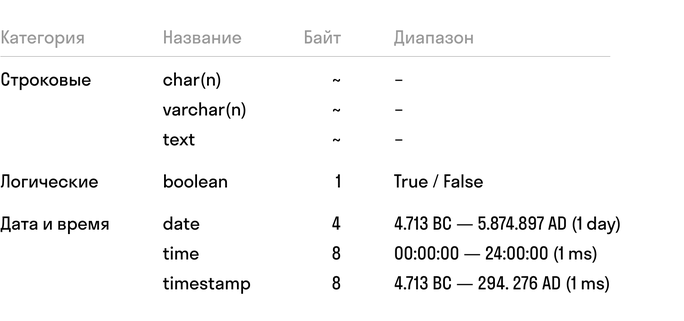 Категория Название Байт Диапазон
Строковые char(n) ~ –
varchar(n) ~ –
text ~ –
Логические boolean 1 True / False
Дата и время date 4 4.713 BC — 5.874.897 AD (1 day)
time 8 00:00:00 — 24:00:00 (1 ms)
timestamp 8 4.713 BC — 294. 276 AD (1 ms)